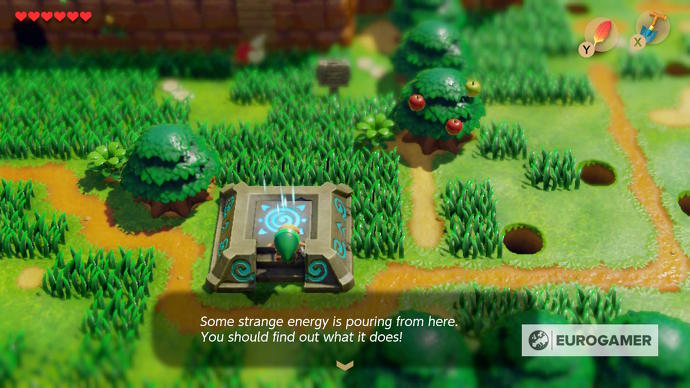 Y
X
Some strange energy is pouring from here.
You should find out what it does!
EUROGAMER